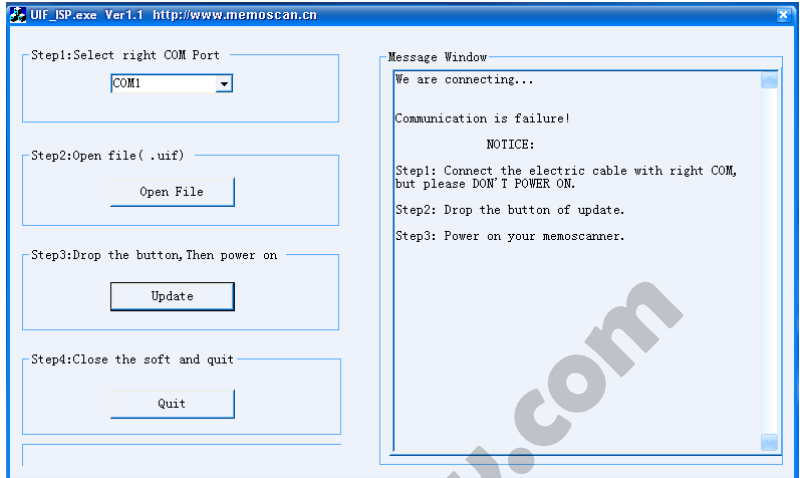 UIF_ISP.exe Ver1.1 http://www.memoscan.cn
Step1:Select right COM Port
COM1
Step2:Open file( .uif)
Open File
Step3:Drop the button,Then power on
Update
Step4:Close the soft and quit
Quit
Message Window
We are connecting...
Communication is failure!
NOTICE:
Step1: Connect the electric cable with right COM,
but please DON'T POWER ON.
Step2: Drop the button of update.
Step3: Power on your memoscanner.
.com